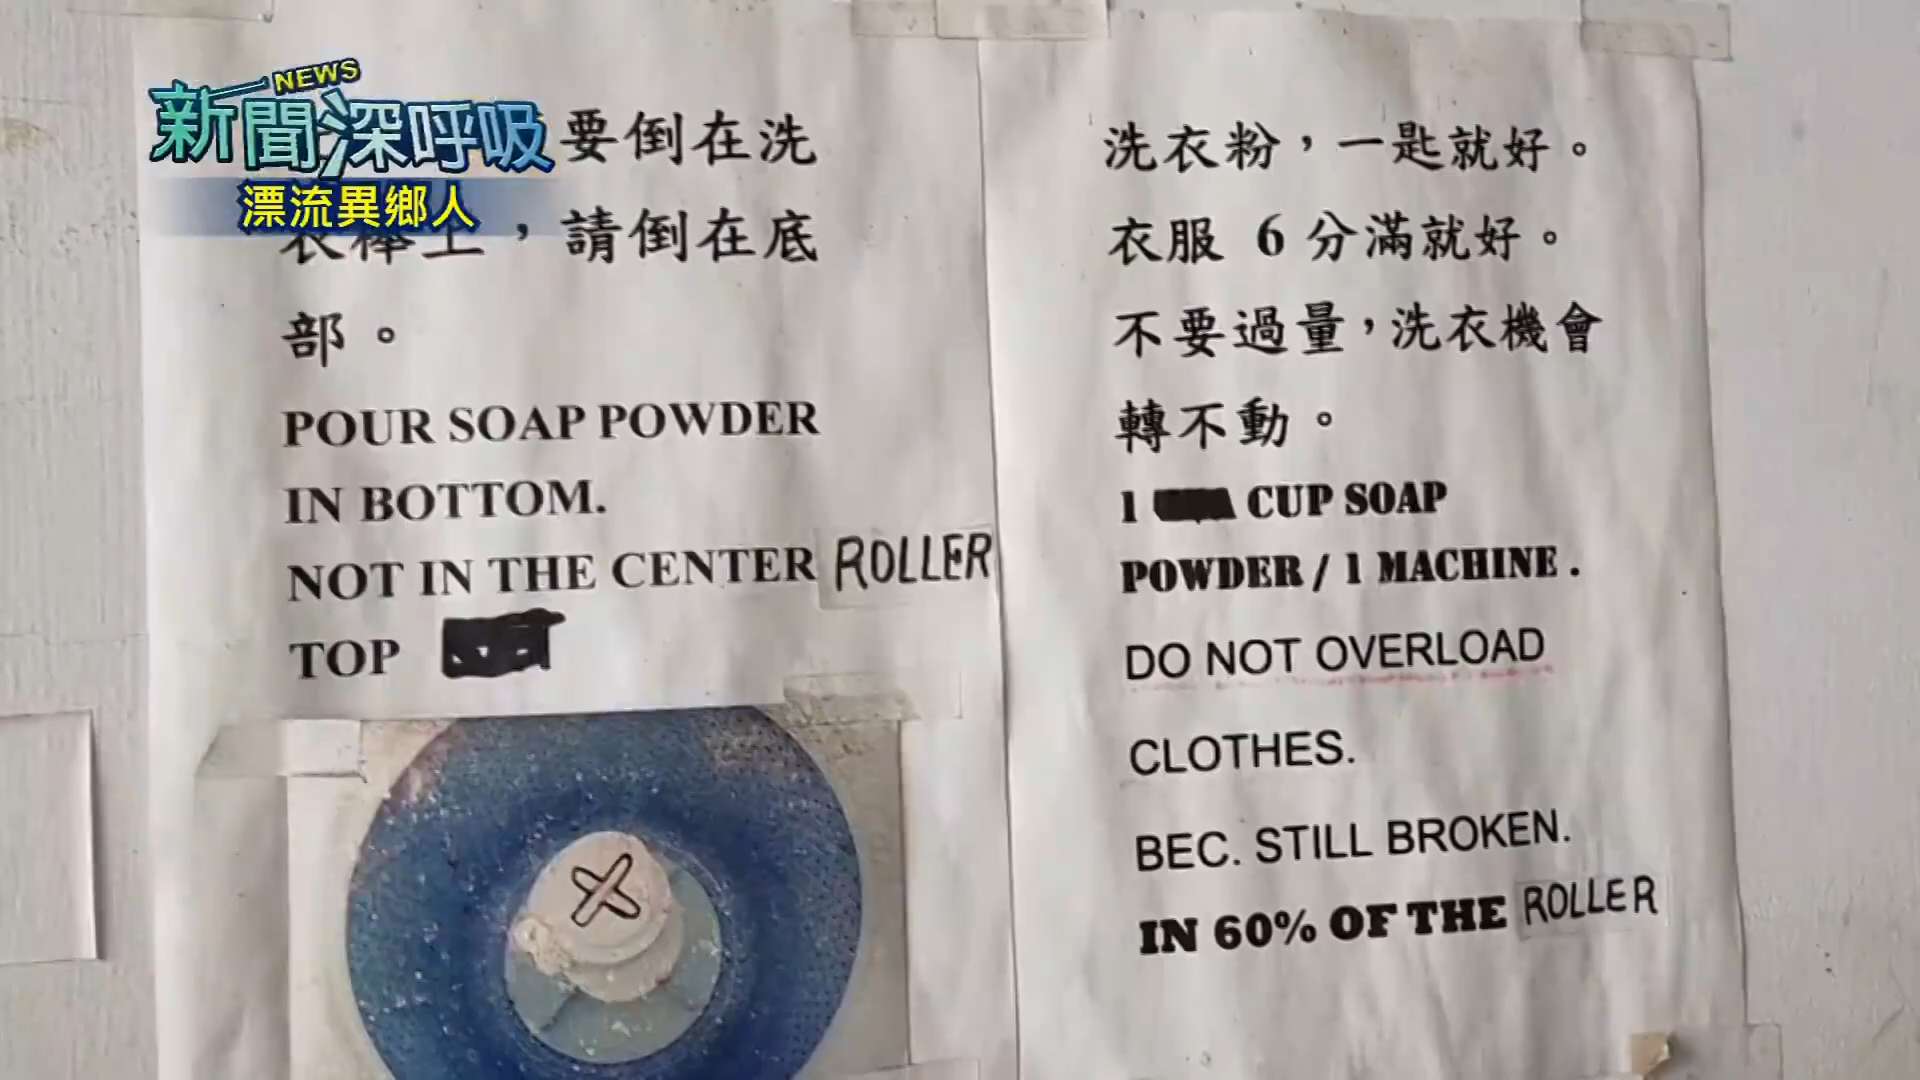 NEWS
新聞深呼吸
漂流異鄉人
要倒在洗
衣棒上，請倒在底
部。
POUR SOAP POWDER
IN BOTTOM.
NOT IN THE CENTER ROLLER
TOP
洗衣粉，一匙就好。
衣服 6 分滿就好。
不要過量，洗衣機會
轉不動。
1 CUP SOAP
POWDER / 1 MACHINE .
DO NOT OVERLOAD
CLOTHES.
BEC. STILL BROKEN.
IN 60% OF THE ROLLER